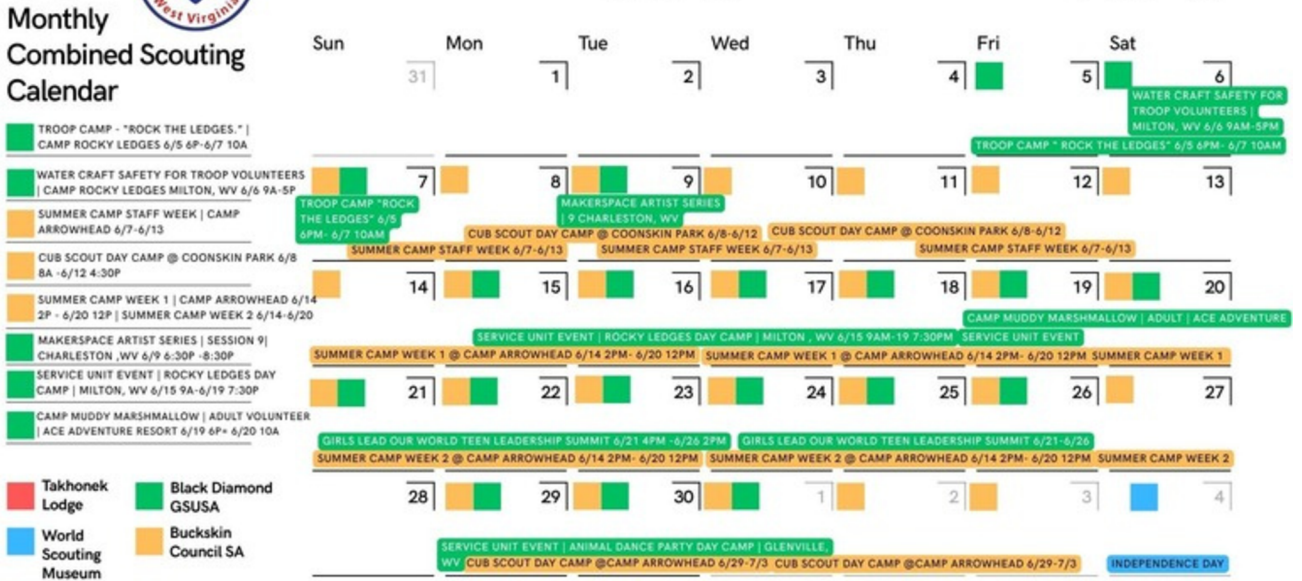 West Virginia
Monthly
Combined Scouting
Calendar
TROOP CAMP - "ROCK THE LEDGES." |
CAMP ROCKY LEDGES 6/5 6P-6/7 10A
WATER CRAFT SAFETY FOR TROOP VOLUNTEERS
| CAMP ROCKY LEDGES MILTON, WV 6/6 9A-5P
SUMMER CAMP STAFF WEEK | CAMP
ARROWHEAD 6/7-6/13
CUB SCOUT DAY CAMP @ COONSKIN PARK 6/8
8A -6/12 4:30P
SUMMER CAMP WEEK 1 | CAMP ARROWHEAD 6/14
2P - 6/20 12P | SUMMER CAMP WEEK 2 6/14-6/20
MAKERSPACE ARTIST SERIES | SESSION 9|
CHARLESTON ,WV 6/9 6:30P -8:30P
SERVICE UNIT EVENT | ROCKY LEDGES DAY
CAMP | MILTON, WV 6/15 9A-6/19 7:30P
CAMP MUDDY MARSHMALLOW | ADULT VOLUNTEER
| ACE ADVENTURE RESORT 6/19 6P= 6/20 10A
Takhonek
Lodge
Black Diamond
GSUSA
World
Scouting
Museum
Buckskin
Council SA
Sun Mon Tue Wed Thu Fri Sat
31 1 2 3 4 5 6
WATER CRAFT SAFETY FOR
TROOP VOLUNTEERS |
MILTON, WV 6/6 9AM-5PM
TROOP CAMP " ROCK THE LEDGES" 6/5 6PM- 6/7 10AM
7 8 9 10 11 12 13
TROOP CAMP "ROCK
THE LEDGES" 6/5
6PM- 6/7 10AM
MAKERSPACE ARTIST SERIES
| 9 CHARLESTON, WV
CUB SCOUT DAY CAMP @ COONSKIN PARK 6/8-6/12 CUB SCOUT DAY CAMP @ COONSKIN PARK 6/8-6/12
SUMMER CAMP STAFF WEEK 6/7-6/13 SUMMER CAMP STAFF WEEK 6/7-6/13 SUMMER CAMP STAFF WEEK 6/7-6/13
14 15 16 17 18 19 20
CAMP MUDDY MARSHMALLOW | ADULT | ACE ADVENTURE
SERVICE UNIT EVENT | ROCKY LEDGES DAY CAMP | MILTON , WV 6/15 9AM-19 7:30PM SERVICE UNIT EVENT
SUMMER CAMP WEEK 1 @ CAMP ARROWHEAD 6/14 2PM- 6/20 12PM SUMMER CAMP WEEK 1 @ CAMP ARROWHEAD 6/14 2PM- 6/20 12PM SUMMER CAMP WEEK 1
21 22 23 24 25 26 27
GIRLS LEAD OUR WORLD TEEN LEADERSHIP SUMMIT 6/21 4PM -6/26 2PM GIRLS LEAD OUR WORLD TEEN LEADERSHIP SUMMIT 6/21-6/26
SUMMER CAMP WEEK 2 @ CAMP ARROWHEAD 6/14 2PM- 6/20 12PM SUMMER CAMP WEEK 2 @ CAMP ARROWHEAD 6/14 2PM- 6/20 12PM SUMMER CAMP WEEK 2
28 29 30 1 2 3 4
SERVICE UNIT EVENT | ANIMAL DANCE PARTY DAY CAMP | GLENVILLE,
WV CUB SCOUT DAY CAMP @CAMP ARROWHEAD 6/29-7/3 CUB SCOUT DAY CAMP @CAMP ARROWHEAD 6/29-7/3 INDEPENDENCE DAY